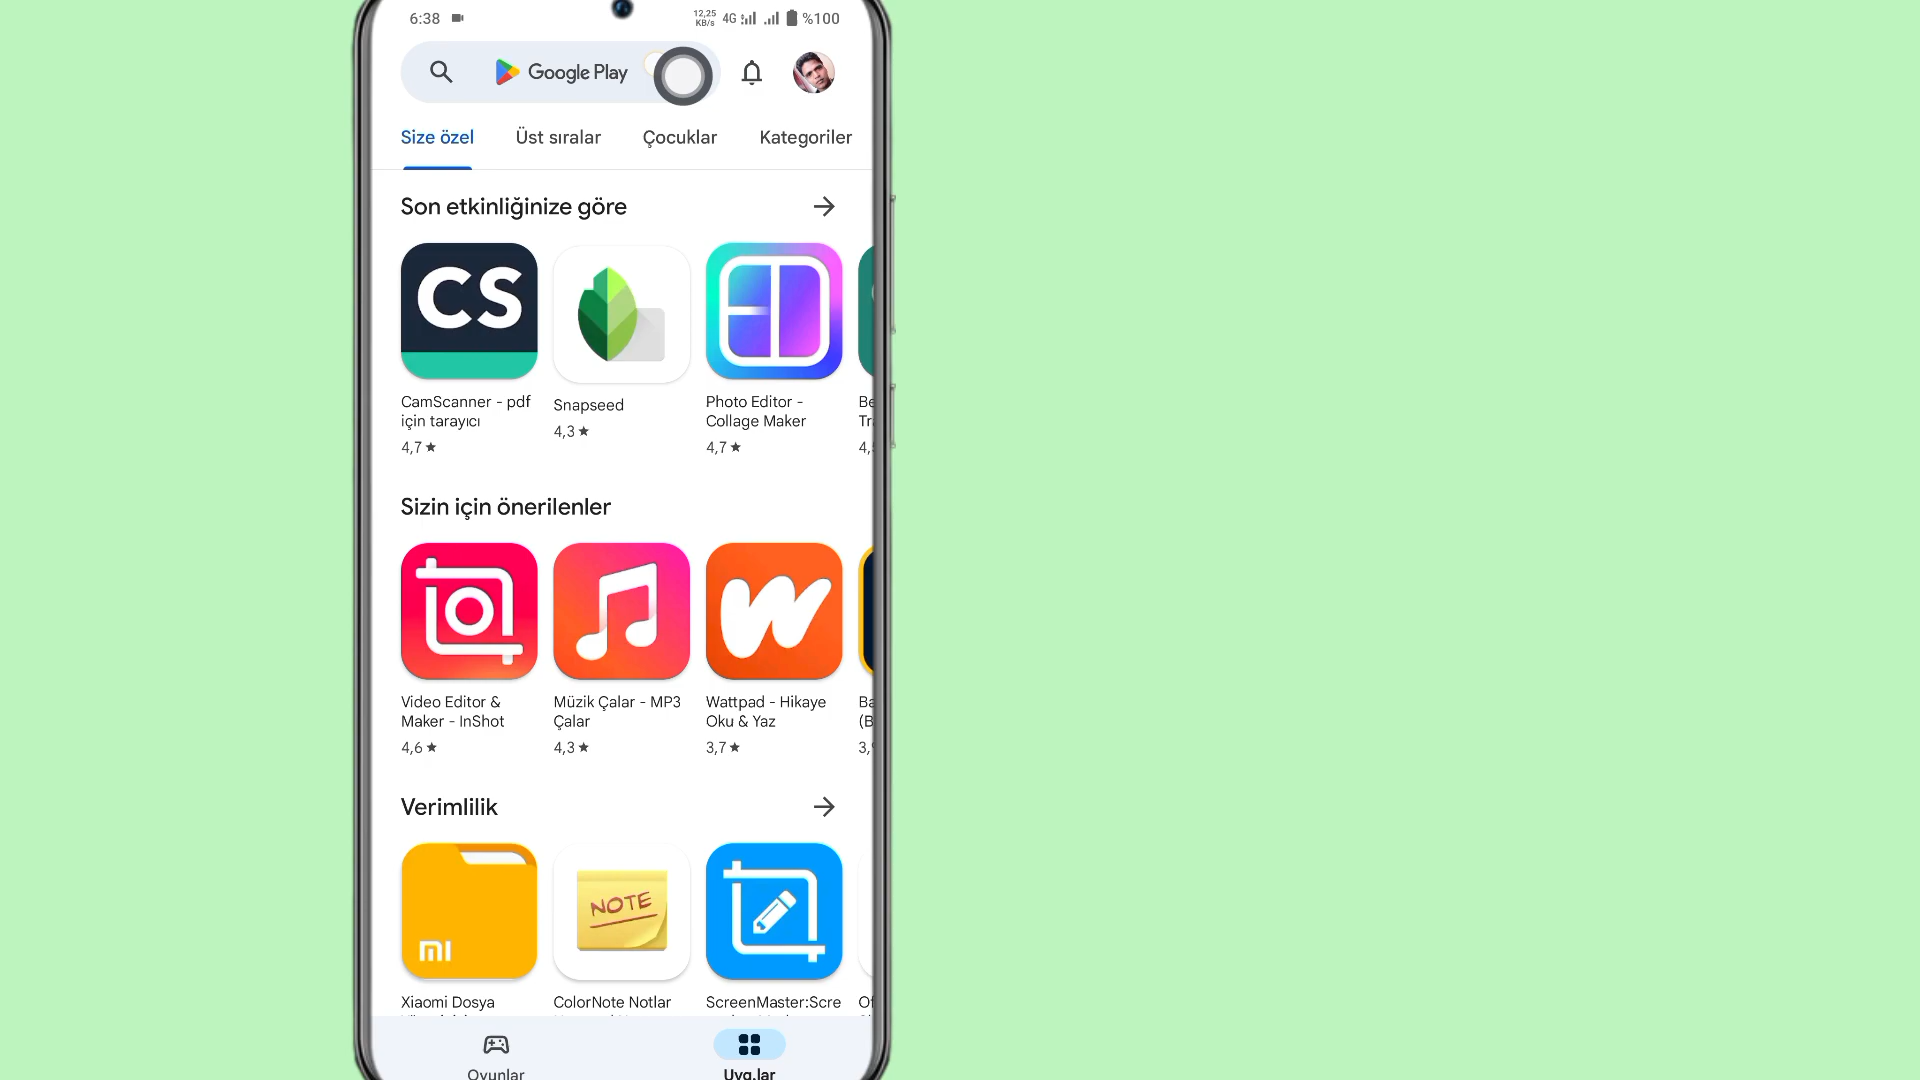 6:38
12,25 KB/s 4G %100
Google Play
Size özel Üst sıralar Çocuklar Kategoriler
Son etkinliğinize göre
CS
CamScanner - pdf için tarayıcı
4,7 ★
Snapseed
4,3 ★
Photo Editor - Collage Maker
4,7 ★
Sizin için önerilenler
Video Editor & Maker - InShot
4,6 ★
Müzik Çalar - MP3 Çalar
4,3 ★
Wattpad - Hikaye Oku & Yaz
3,7 ★
Verimlilik
mi
NOTE
Xiaomi Dosya
ColorNote Notlar
ScreenMaster:Scre
Oyunlar
Uyg.lar